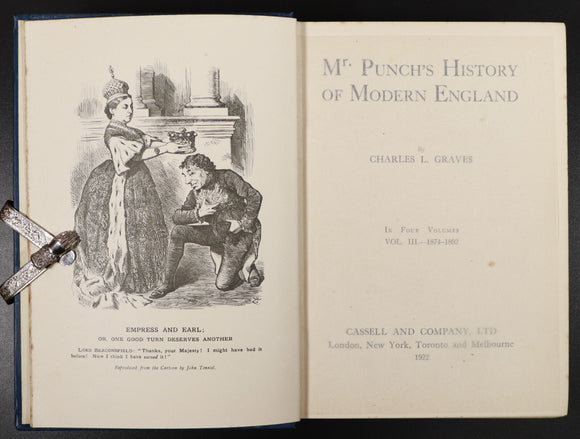 EMPRESS AND EARL;
OR, ONE GOOD TURN DESERVES ANOTHER
LORD BEACONSFIELD: "Thanks, your Majesty! I might have had it
before! Now I think I have earned it!"
Reproduced from the Cartoon by John Tenniel.
Mr. PUNCH'S HISTORY
OF MODERN ENGLAND
By
CHARLES L. GRAVES
IN FOUR VOLUMES
VOL. III.—1874-1892
CASSELL AND COMPANY, LTD
London, New York, Toronto and Melbourne
1922